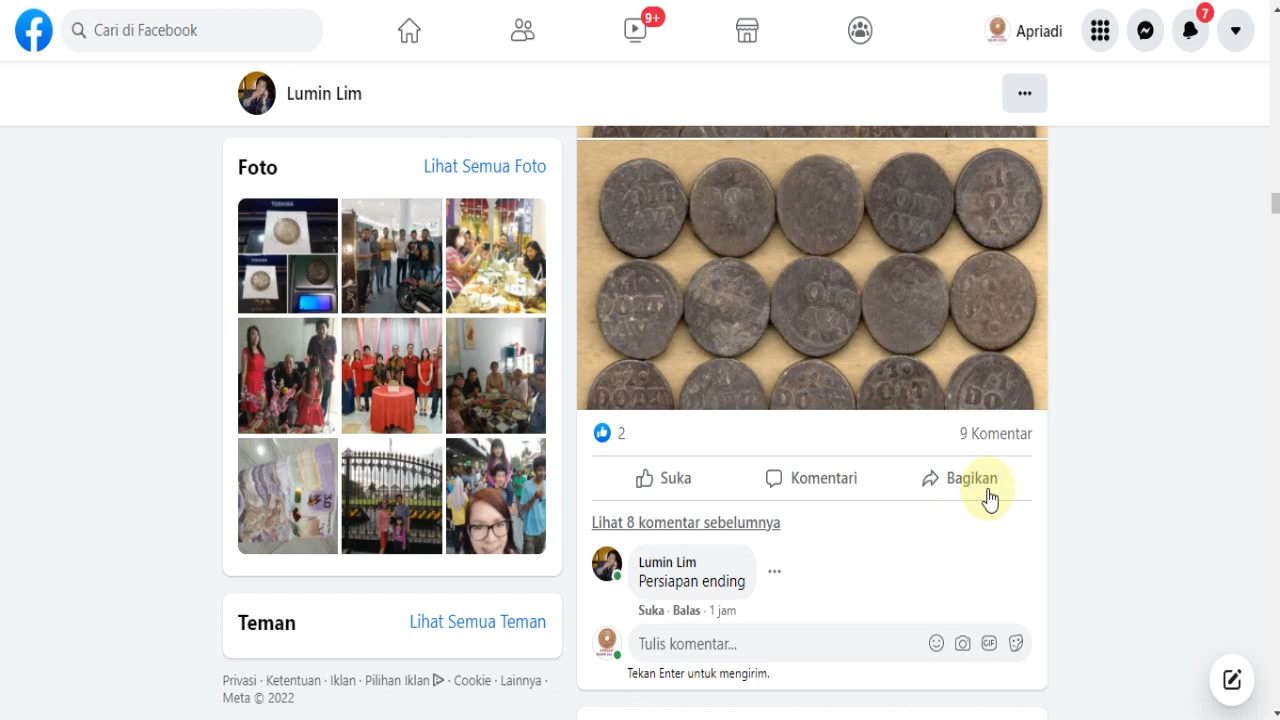 Cari di Facebook
9+
Apriadi
7
Lumin Lim
Foto
Lihat Semua Foto
TOSHIBA
Teman
Lihat Semua Teman
Privasi · Ketentuan · Iklan · Pilihan Iklan · Cookie · Lainnya ·
Meta © 2022
2
9 Komentar
Suka
Komentari
Bagikan
Lihat 8 komentar sebelumnya
Lumin Lim
Persiapan ending
Suka · Balas · 1 jam
Tulis komentar...
GIF
Tekan Enter untuk mengirim.